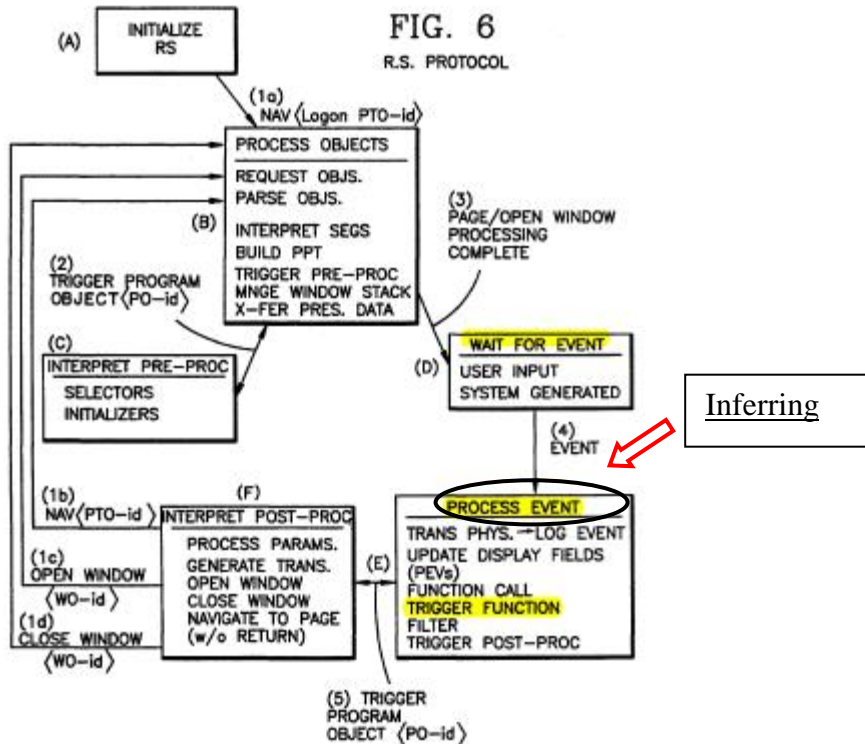 FIG. 6
R.S. PROTOCOL
(A)
INITIALIZE
RS
(1a)
NAV⟨Logon PTO-id⟩
PROCESS OBJECTS
REQUEST OBJS.
PARSE OBJS.
(B)
INTERPRET SEGS
BUILD PPT
TRIGGER PRE-PROC
MNGE WINDOW STACK
X-FER PRES. DATA
(2)
TRIGGER PROGRAM
OBJECT⟨PO-id⟩
(3)
PAGE/OPEN WINDOW
PROCESSING
COMPLETE
(C)
INTERPRET PRE-PROC
SELECTORS
INITIALIZERS
(D)
WAIT FOR EVENT
USER INPUT
SYSTEM GENERATED
(4)
EVENT
Inferring
PROCESS EVENT
TRANS PHYS.→LOG EVENT
UPDATE DISPLAY FIELDS
(PEVs)
FUNCTION CALL
TRIGGER FUNCTION
FILTER
TRIGGER POST-PROC
(E)
(F)
INTERPRET POST-PROC
PROCESS PARAMS.
GENERATE TRANS.
OPEN WINDOW
CLOSE WINDOW
NAVIGATE TO PAGE
(w/o RETURN)
(1b)
NAV⟨PTO-id⟩
(1c)
OPEN WINDOW
⟨WO-id⟩
(1d)
CLOSE WINDOW
⟨WO-id⟩
(5) TRIGGER
PROGRAM
OBJECT ⟨PO-id⟩